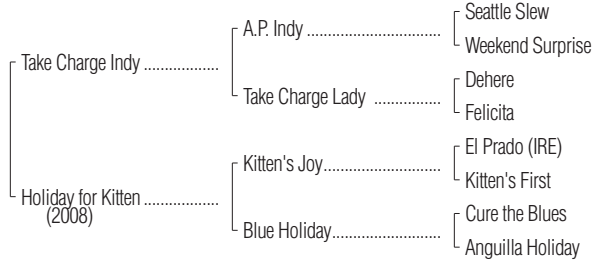 Seattle Slew
A.P. Indy ........................................
Weekend Surprise
Take Charge Indy ..................
Dehere
Take Charge Lady ....................
Felicita
El Prado (IRE)
Kitten's Joy...................................
Kitten's First
Holiday for Kitten ..................
(2008)
Cure the Blues
Blue Holiday................................
Anguilla Holiday